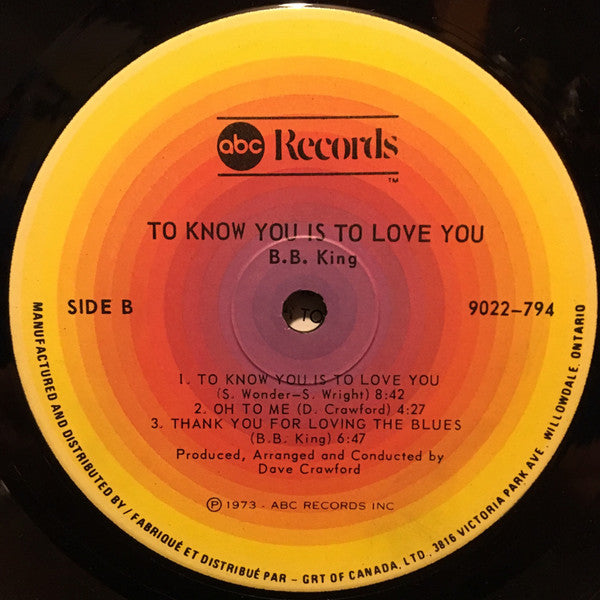 abc Records
TM
TO KNOW YOU IS TO LOVE YOU
B.B. King
SIDE B
9022-794
TO
1. TO KNOW YOU IS TO LOVE YOU
(S. Wonder-S. Wright) 8:42
2. OH TO ME (D. Crawford) 4:27
3. THANK YOU FOR LOVING THE BLUES
(B.B. King) 6:47
Produced, Arranged and Conducted by
Dave Crawford
Ⓟ 1973 - ABC RECORDS INC
MANUFACTURED AND DISTRIBUTED BY / FABRIQUÉ ET DISTRIBUÉ PAR - GRT OF CANADA, LTD., 3816 VICTORIA PARK AVE. WILLOWDALE, ONTARIO